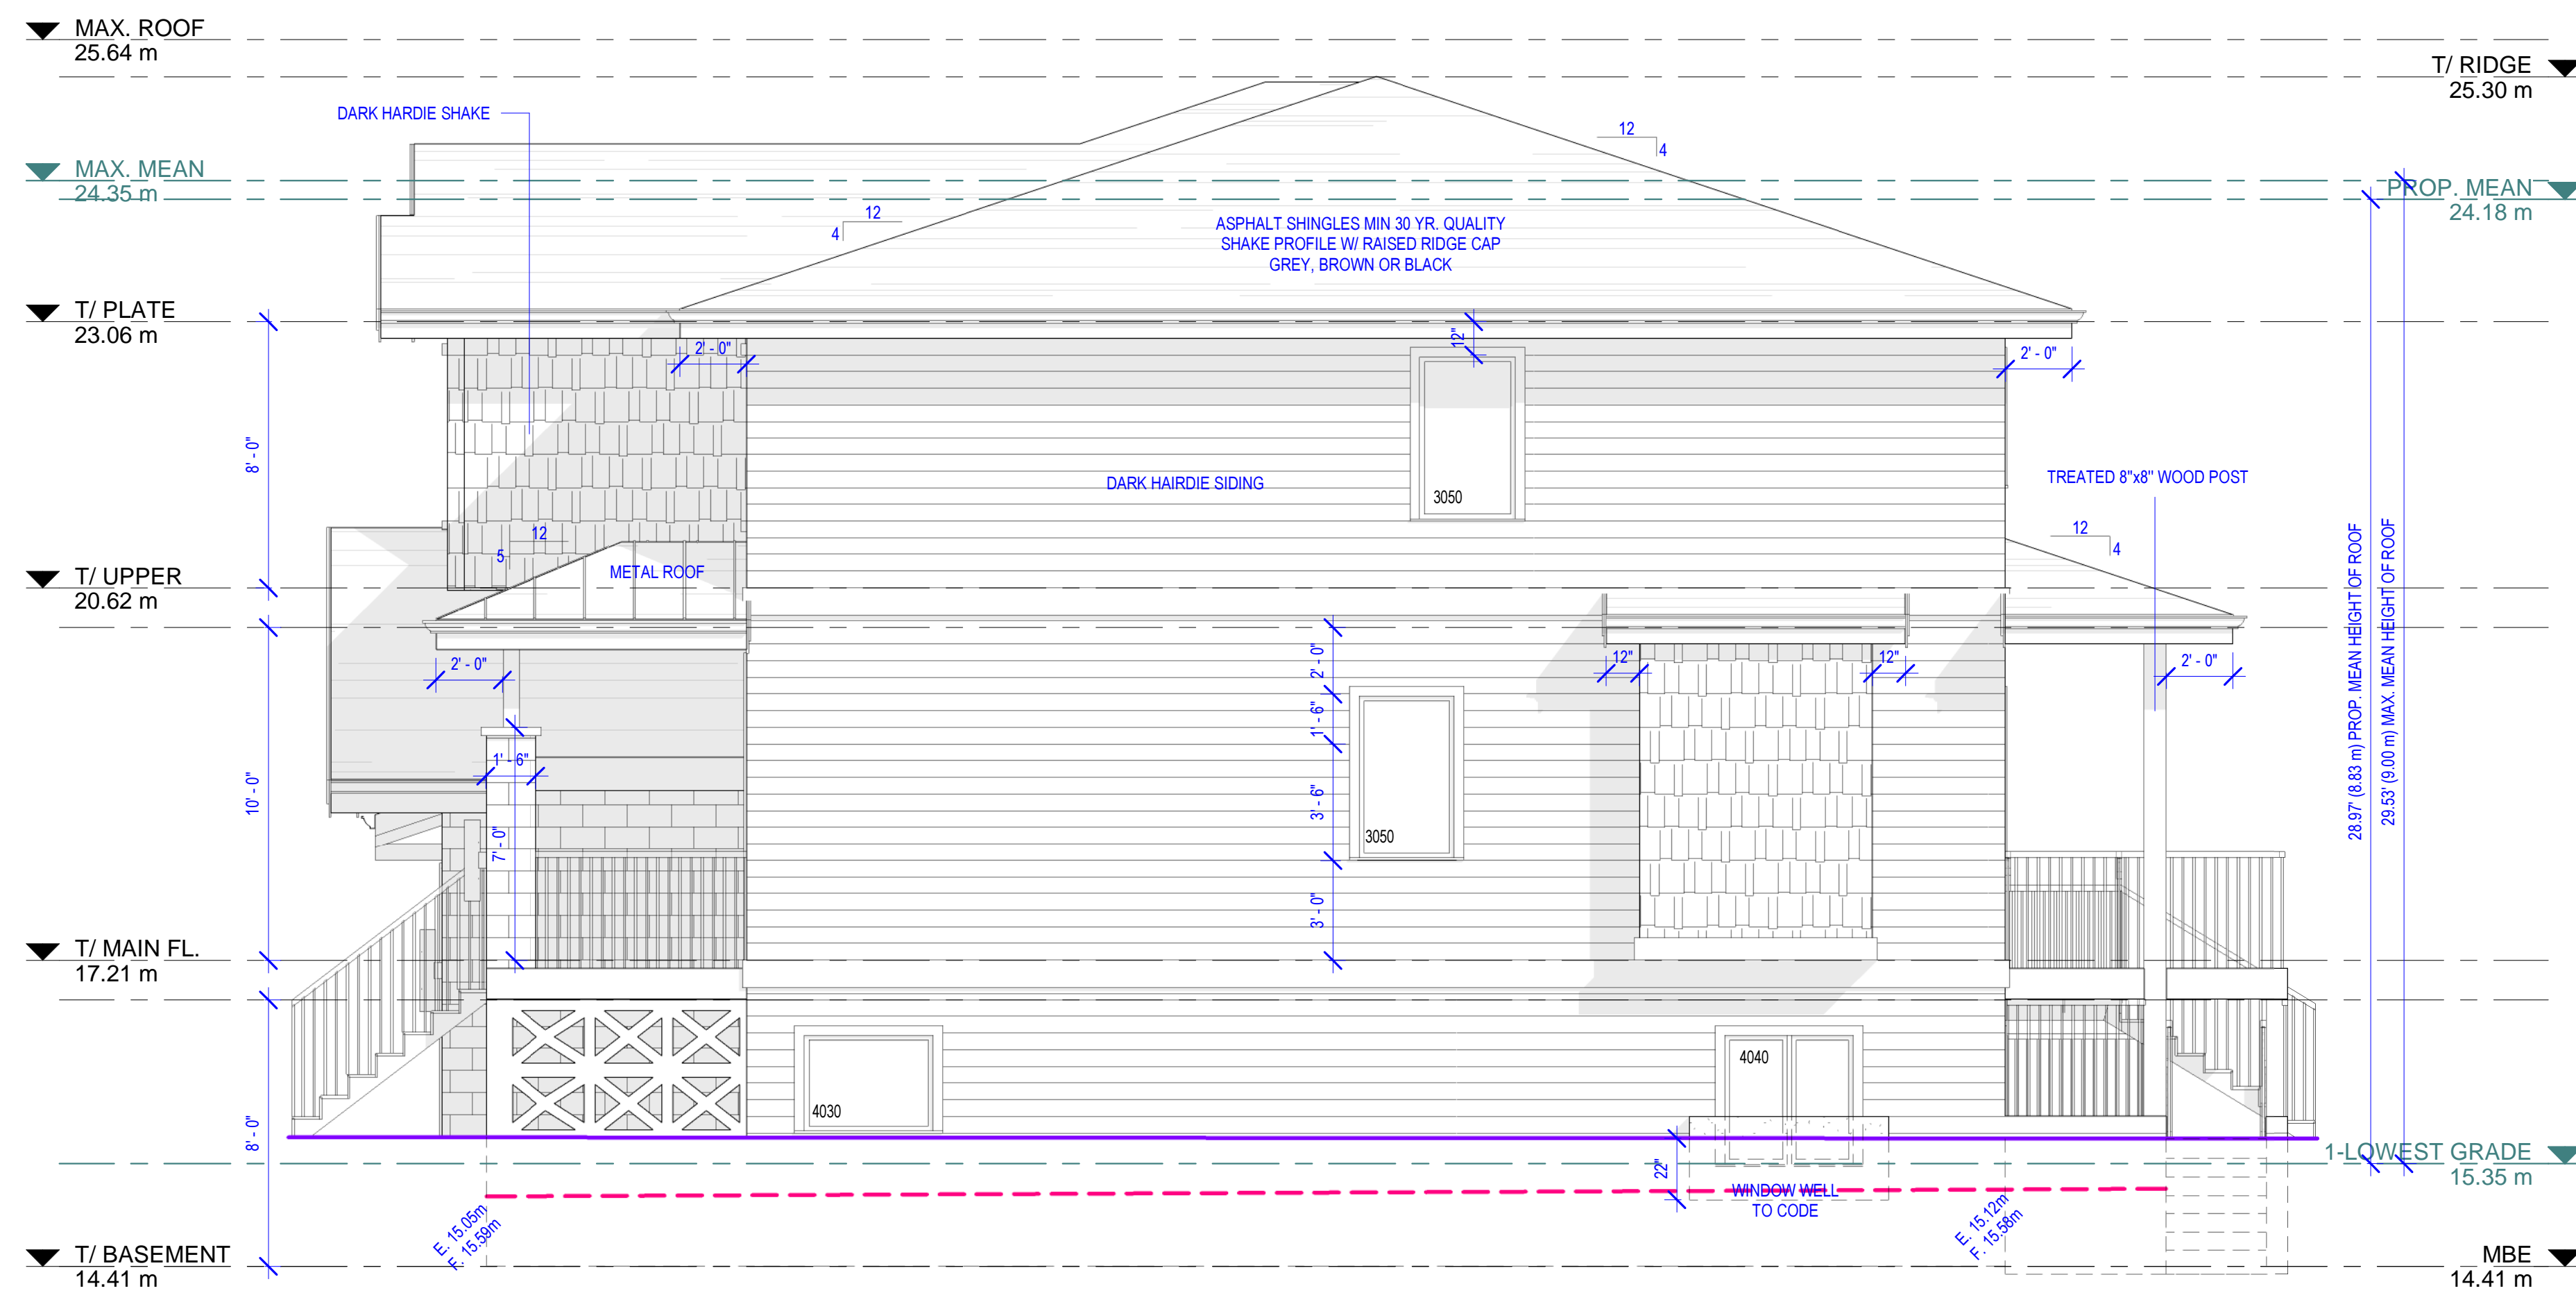 MAX. ROOF
25.64 m
T/ RIDGE
25.30 m
DARK HARDIE SHAKE
12
4
MAX. MEAN
24.35 m
PROP. MEAN
24.18 m
12
4
ASPHALT SHINGLES MIN 30 YR. QUALITY
SHAKE PROFILE W/ RAISED RIDGE CAP
GREY, BROWN OR BLACK
T/ PLATE
23.06 m
12"
2' - 0"
2' - 0"
8' - 0"
DARK HAIRDIE SIDING
3050
TREATED 8"x8" WOOD POST
12
5
METAL ROOF
12
4
28.97' (8.83 m) PROP. MEAN HEIGHT OF ROOF
29.53' (9.00 m) MAX. MEAN HEIGHT OF ROOF
T/ UPPER
20.62 m
2' - 0"
2' - 0"
12"
12"
2' - 0"
1' - 6"
1' - 6"
10' - 0"
7' - 0"
3' - 6"
3050
3' - 0"
T/ MAIN FL.
17.21 m
4040
4030
8' - 0"
22"
1-LOWEST GRADE
15.35 m
WINDOW WELL
TO CODE
E. 15.05m
F. 15.59m
E. 15.12m
F. 15.58m
T/ BASEMENT
14.41 m
MBE
14.41 m